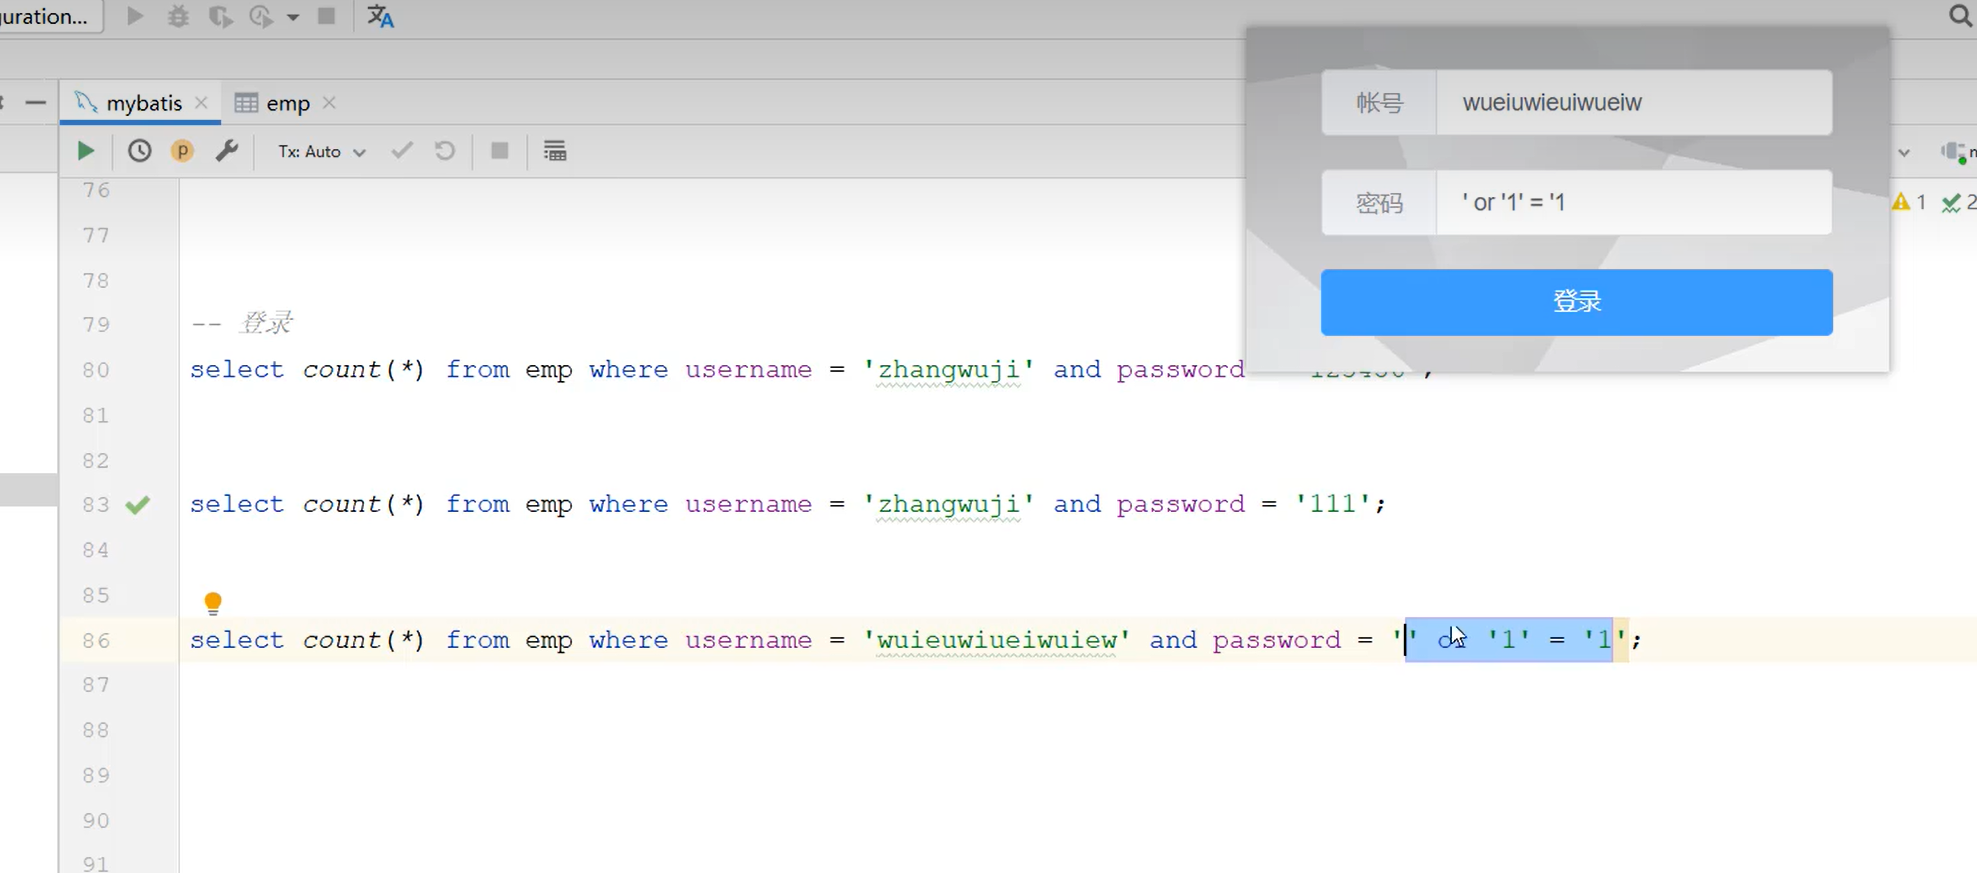 uration...
mybatis
emp
Tx: Auto
帐号 wueiuwieuiwueiw
密码 ' or '1' = '1
登录
1
2
76
77
78
79 -- 登录
80 select count(*) from emp where username = 'zhangwuji' and password
81
82
83 select count(*) from emp where username = 'zhangwuji' and password = '111';
84
85
86 select count(*) from emp where username = 'wuieuwiueiwuiew' and password = '' or '1' = '1';
87
88
89
90
91